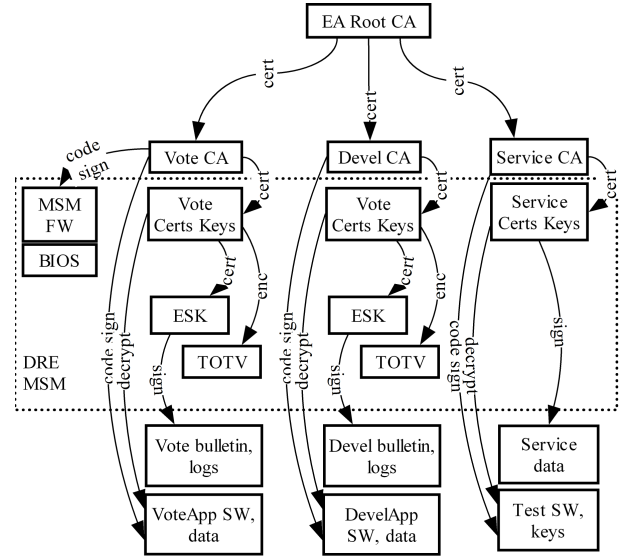 EA Root CA
cert
cert
cert
Vote CA
Devel CA
Service CA
code
sign
cert
cert
cert
MSM
FW
BIOS
Vote
Certs Keys
Vote
Certs Keys
Service
Certs Keys
cert
enc
cert
enc
ESK
ESK
TOTV
TOTV
code sign
decrypt
sign
code sign
decrypt
sign
code sign
decrypt
sign
DRE
MSM
Vote bulletin,
logs
Devel bulletin,
logs
Service
data
VoteApp SW,
data
DevelApp
SW, data
Test SW,
keys